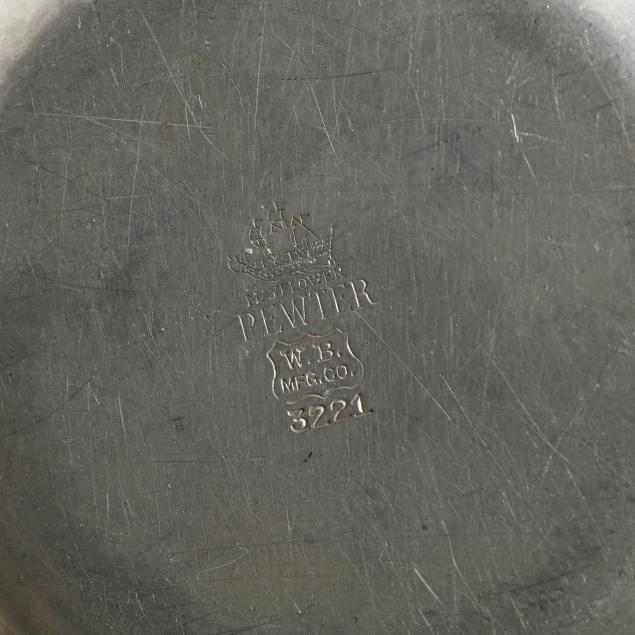 MAYFLOWER
PEWTER
W. B.
MFG. CO.
3221